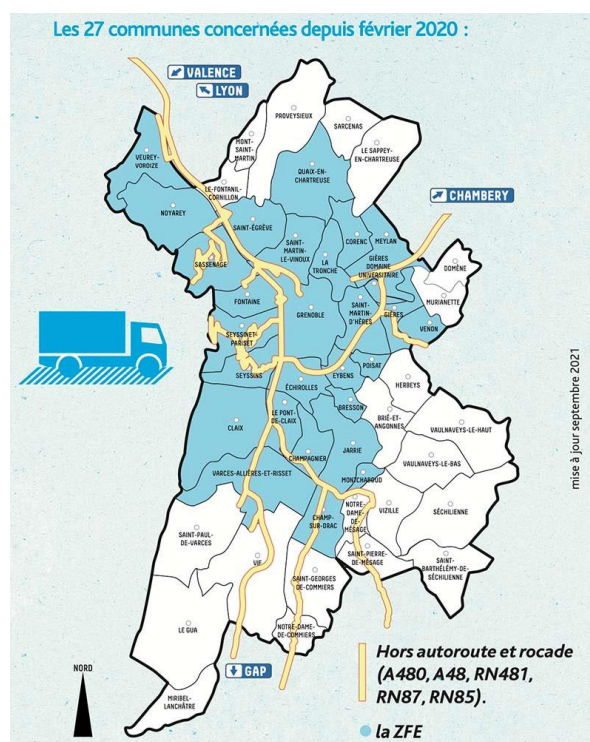 Les 27 communes concernées depuis février 2020 :
VALENCE
LYON
PROVEYSIEUX
SARCENAS
MONT-
SAINT-
MARTIN
LE SAPPEY-
EN-CHARTREUSE
VEUREY-
VOROIZE
QUAIX-EN-
CHARTREUSE
LE-FONTANIL-
CORNILLON
CHAMBERY
NOYAREY
SAINT-ÉGRÈVE
SAINT-
MARTIN-
LE-VINOUX
CORENC
MEYLAN
LA
TRONCHE
GIÈRES
DOMAINE
UNIVERSITAIRE
DOMÈNE
SASSENAGE
MURIANETTE
FONTAINE
GRENOBLE
SAINT-
MARTIN-
D'HÈRES
GIÈRES
VENON
SEYSSINET-
PARISET
SEYSSINS
EYBENS
POISAT
ÉCHIROLLES
HERBEYS
BRESSON
LE PONT-
DE-CLAIX
BRIÉ-ET-
ANGONNES
CLAIX
VAULNAVEYS-LE-HAUT
JARRIE
CHAMPAGNIER
VAULNAVEYS-LE-BAS
VARCES-ALLIÈRES-ET-RISSET
MONTCHABOUD
NOTRE-
DAME-
DE-
MÉSAGE
VIZILLE
SÉCHILIENNE
CHAMP-
SUR-DRAC
SAINT-PAUL-
DE-VARCES
VIF
SAINT-PIERRE-
DE-MÉSAGE
SAINT-
BARTHÉLÉMY-DE-
SÉCHILIENNE
SAINT-GEORGES
DE-COMMIERS
LE GUA
NOTRE-DAME-
DE-COMMIERS
GAP
MIRIBEL-
LANCHÂTRE
NORD
Hors autoroute et rocade
(A480, A48, RN481,
RN87, RN85).
la ZFE
mise à jour septembre 2021